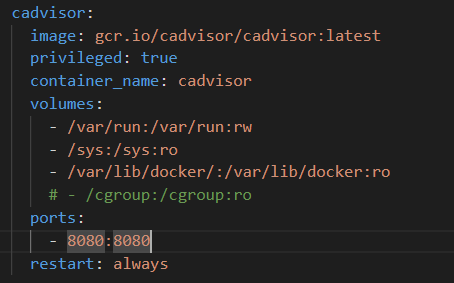 cadvisor:
  image: gcr.io/cadvisor/cadvisor:latest
  privileged: true
  container_name: cadvisor
  volumes:
    - /var/run:/var/run:rw
    - /sys:/sys:ro
    - /var/lib/docker/:/var/lib/docker:ro
    # - /cgroup:/cgroup:ro
  ports:
    - 8080:8080
  restart: always